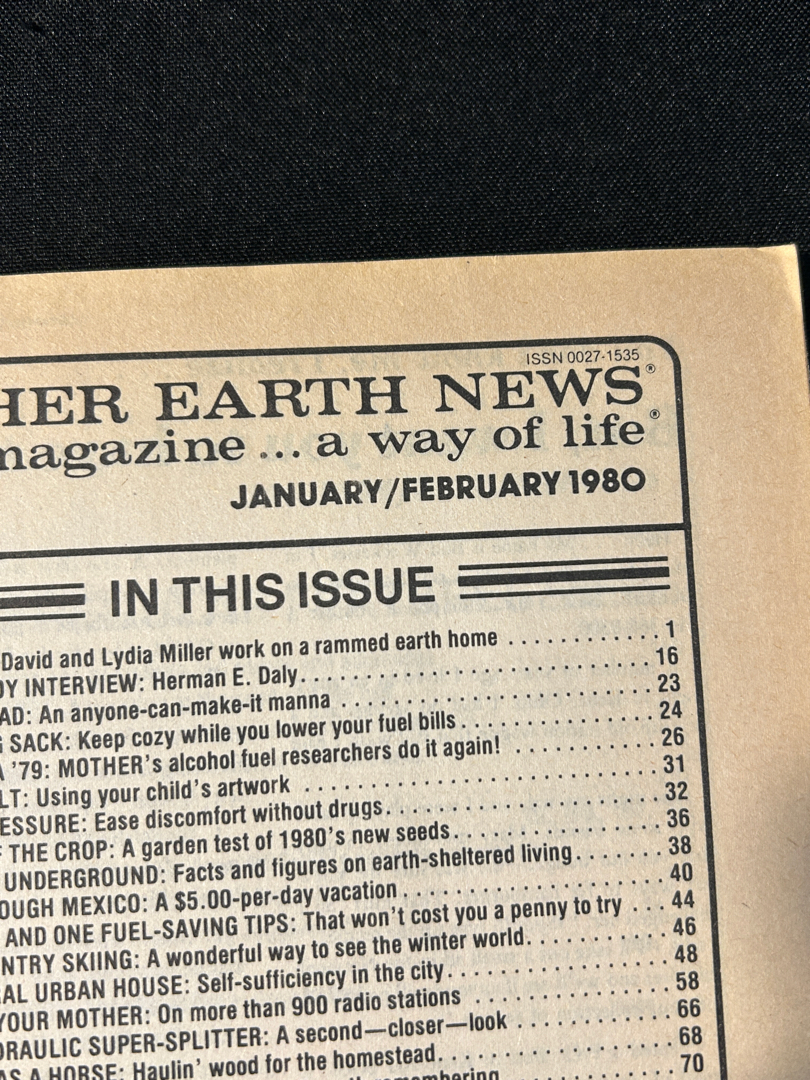 ISSN 0027-1535
HER EARTH NEWS®
magazine ... a way of life®
JANUARY/FEBRUARY 1980
IN THIS ISSUE
David and Lydia Miller work on a rammed earth home ............ 1
OY INTERVIEW: Herman E. Daly. ............................ 16
AD: An anyone-can-make-it manna ......................... 23
G SACK: Keep cozy while you lower your fuel bills. ............... 24
A '79: MOTHER's alcohol fuel researchers do it again! ........... 26
LT: Using your child's artwork ............................ 31
ESSURE: Ease discomfort without drugs. ...................... 32
F THE CROP: A garden test of 1980's new seeds. ................ 36
UNDERGROUND: Facts and figures on earth-sheltered living. ...... 38
OUGH MEXICO: A $5.00-per-day vacation ..................... 40
AND ONE FUEL-SAVING TIPS: That won't cost you a penny to try ... 44
NTRY SKIING: A wonderful way to see the winter world. .......... 46
AL URBAN HOUSE: Self-sufficiency in the city. ................. 48
YOUR MOTHER: On more than 900 radio stations ............... 58
DRAULIC SUPER-SPLITTER: A second—closer—look ............ 66
AS A HORSE: Haulin' wood for the homestead. ................. 68
remembering ............ 70